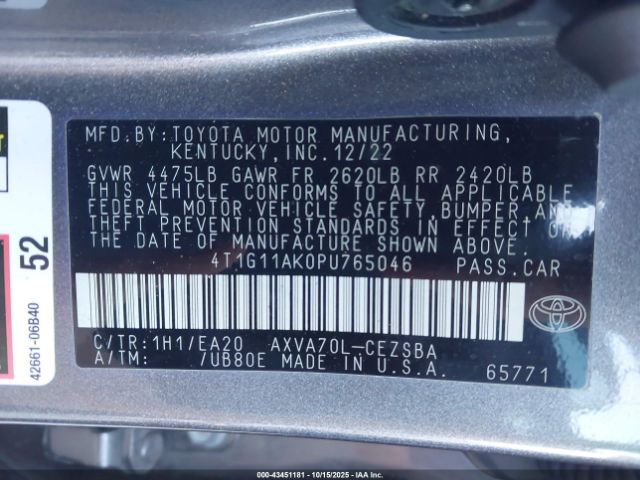 MFD. BY: TOYOTA MOTOR MANUFACTURING,
KENTUCKY, INC. 12/22
GVWR 4475LB GAWR FR 2620LB RR 2420LB
THIS VEHICLE CONFORMS TO ALL APPLICABLE
FEDERAL MOTOR VEHICLE SAFETY, BUMPER, AND
THEFT PREVENTION STANDARDS IN EFFECT ON
THE DATE OF MANUFACTURE SHOWN ABOVE.
4T1G11AK0PU765046 PASS.CAR
C/TR:1H1/EA20 AXVA70L-CEZSBA
A/TM: /UB80E MADE IN U.S.A. 65771
TOYOTA
52
42661-06B40
000-43451181 - 10/15/2025 - IAA Inc.